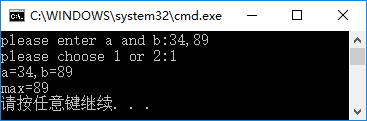 C:\WINDOWS\system32\cmd.exe
please enter a and b:34,89
please choose 1 or 2:1
a=34,b=89
max=89
请按任意键继续. . .